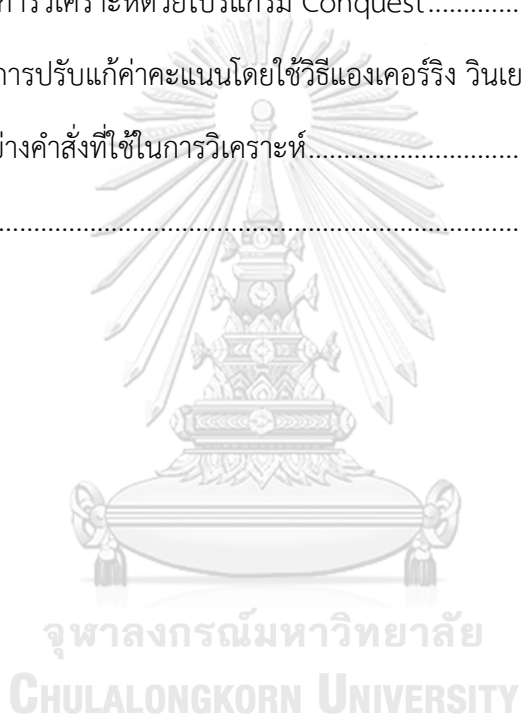 การวิเคราะห์ด้วยโปรแกรม Conquest.............
การปรับแก้ค่าคะแนนโดยใช้วิธีแองเคอร์ริง วินเย
ย่างคำสั่งที่ใช้ในการวิเคราะห์................................
................................................................................
จุฬาลงกรณ์มหาวิทยาลัย
CHULALONGKORN UNIVERSITY